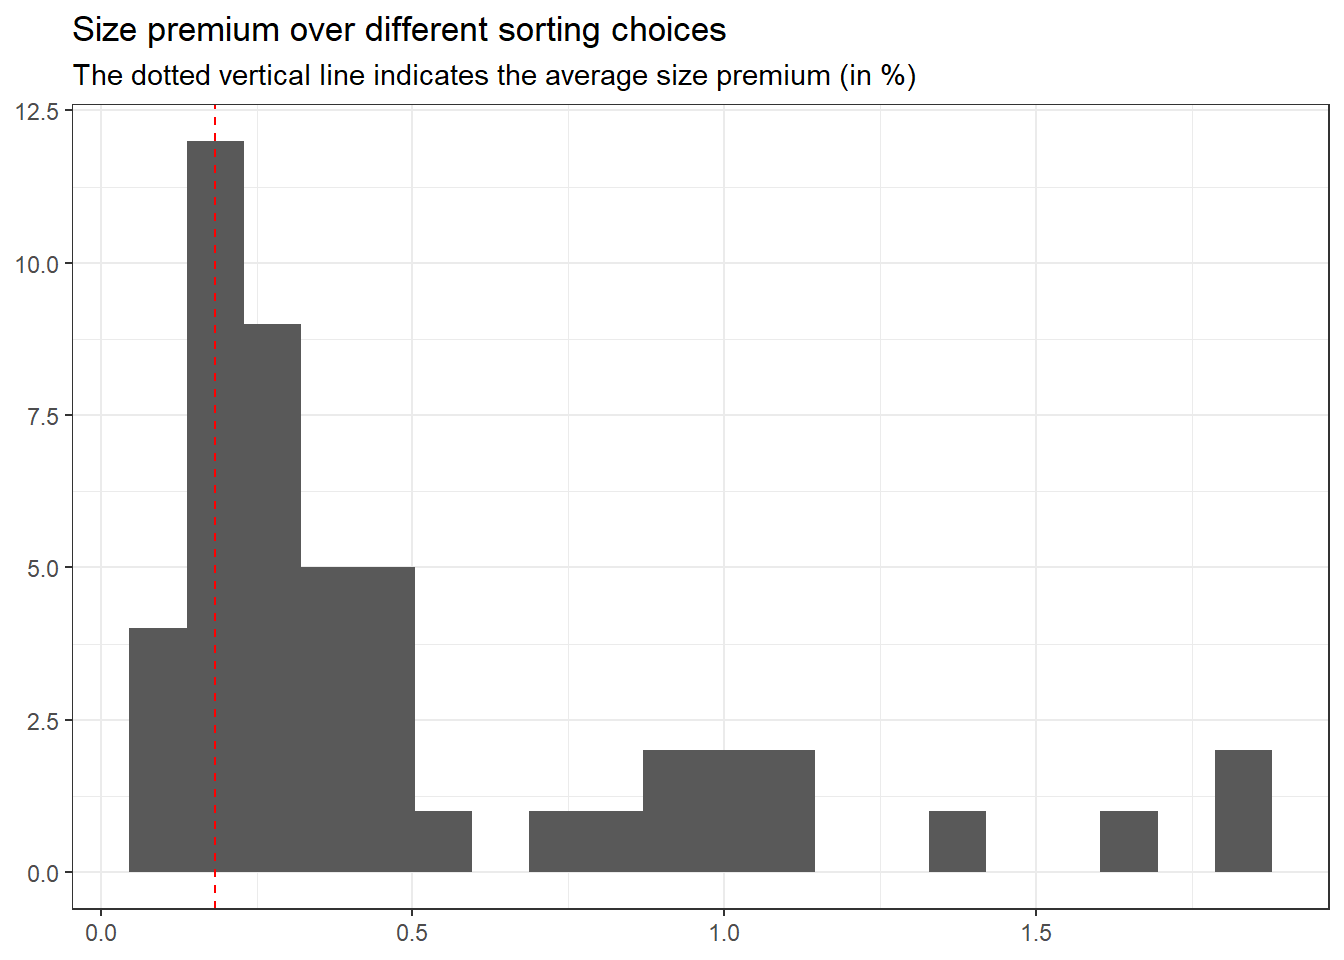 Size premium over different sorting choices
The dotted vertical line indicates the average size premium (in %)
12.5
10.0
7.5
5.0
2.5
0.0
0.0 0.5 1.0 1.5